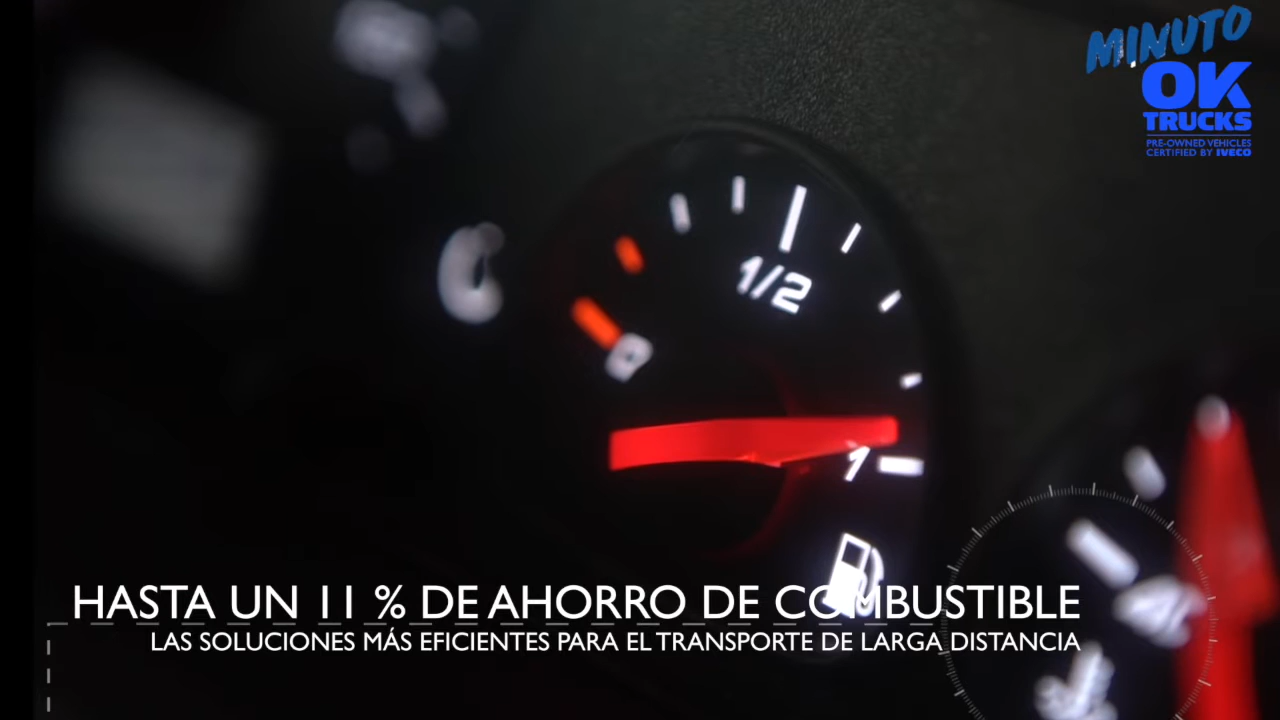 MINUTO
OK
TRUCKS
PRE-OWNED VEHICLES
CERTIFIED BY IVECO
1/2
0
1
HASTA UN 11 % DE AHORRO DE COMBUSTIBLE
LAS SOLUCIONES MÁS EFICIENTES PARA EL TRANSPORTE DE LARGA DISTANCIA